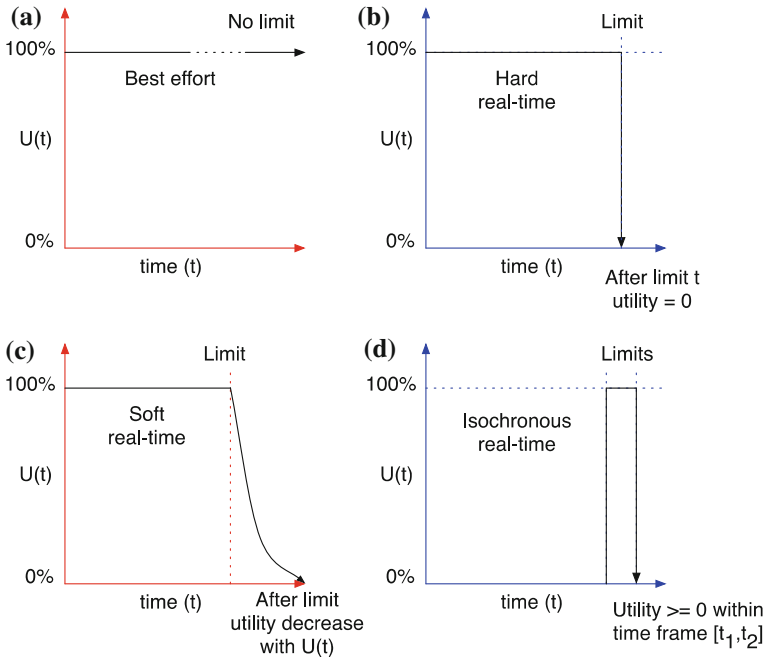 (a)
No limit
100%
Best effort
U(t)
0%
time (t)
(b)
Limit
100%
Hard
real-time
U(t)
0%
time (t)
After limit t
utility = 0
(c)
Limit
100%
Soft
real-time
U(t)
0%
time (t)
After limit
utility decrease
with U(t)
(d)
Limits
100%
Isochronous
real-time
U(t)
0%
time (t)
Utility >= 0 within
time frame [t1,t2]